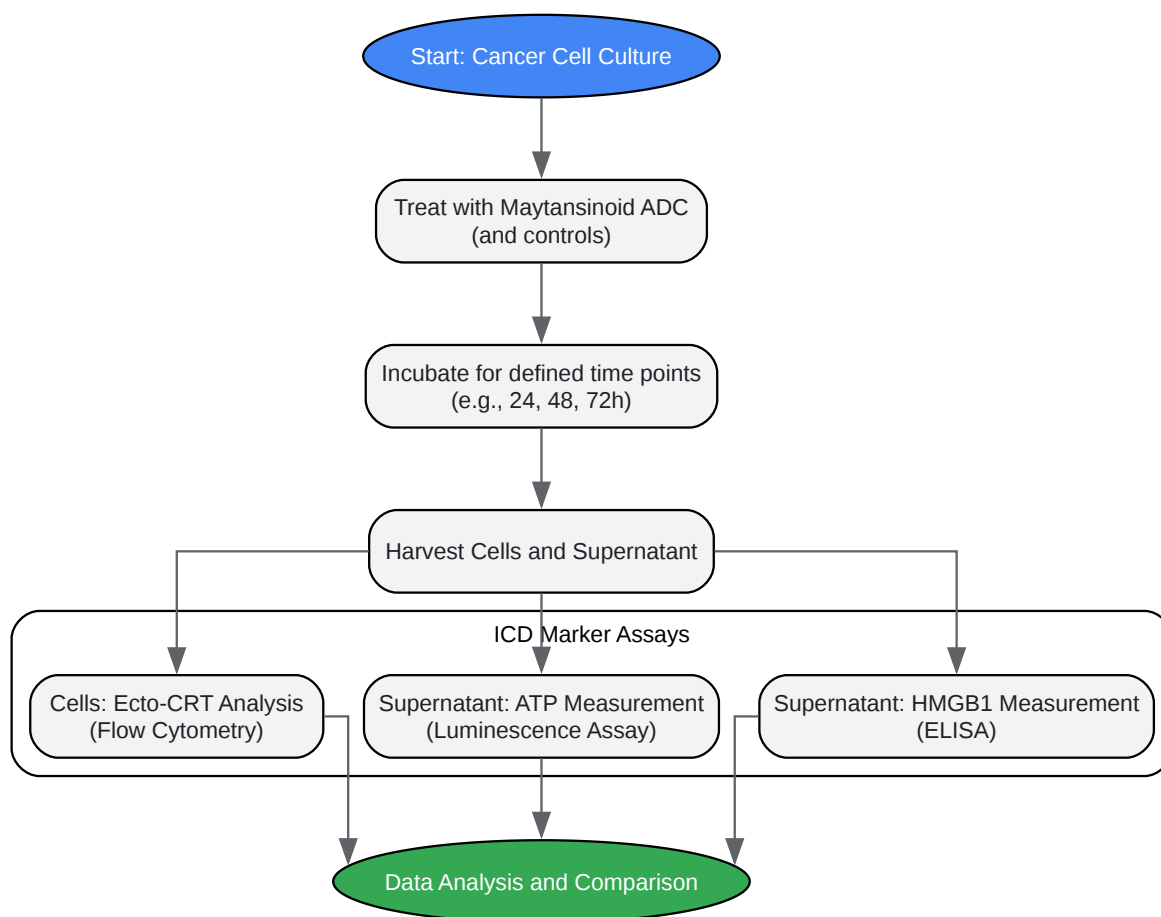 Start: Cancer Cell Culture
Treat with Maytansinoid ADC
(and controls)
Incubate for defined time points
(e.g., 24, 48, 72h)
Harvest Cells and Supernatant
ICD Marker Assays
Cells: Ecto-CRT Analysis
(Flow Cytometry)
Supernatant: ATP Measurement
(Luminescence Assay)
Supernatant: HMGB1 Measurement
(ELISA)
Data Analysis and Comparison